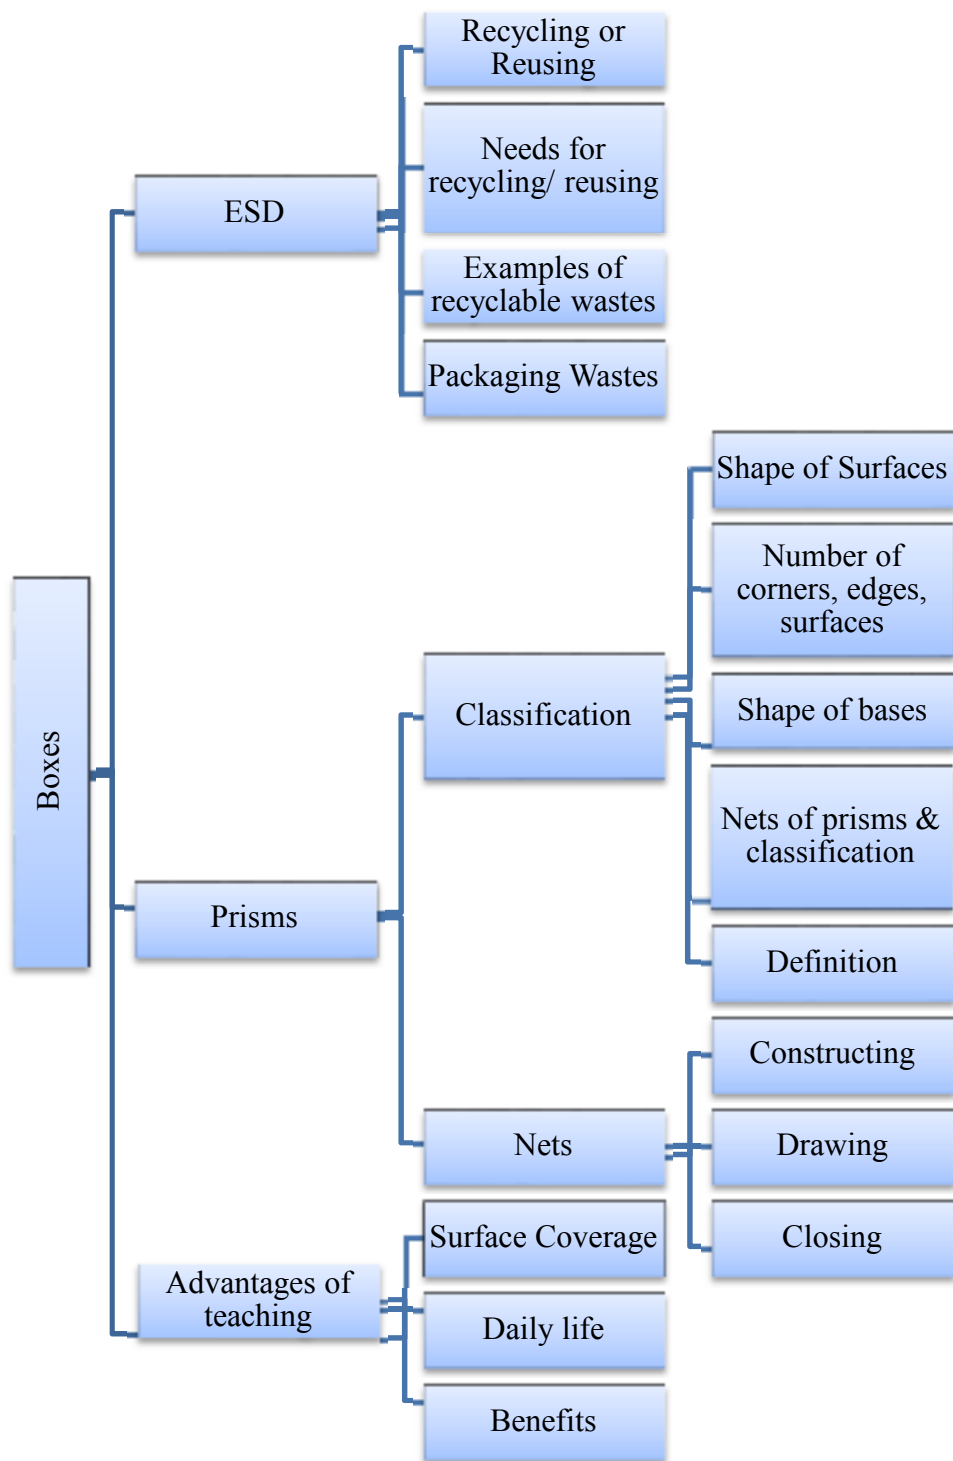 Boxes
ESD
Recycling or
Reusing
Needs for
recycling/ reusing
Examples of
recyclable wastes
Packaging Wastes
Prisms
Classification
Shape of Surfaces
Number of
corners, edges,
surfaces
Shape of bases
Nets of prisms &
classification
Definition
Nets
Constructing
Drawing
Closing
Advantages of
teaching
Surface Coverage
Daily life
Benefits